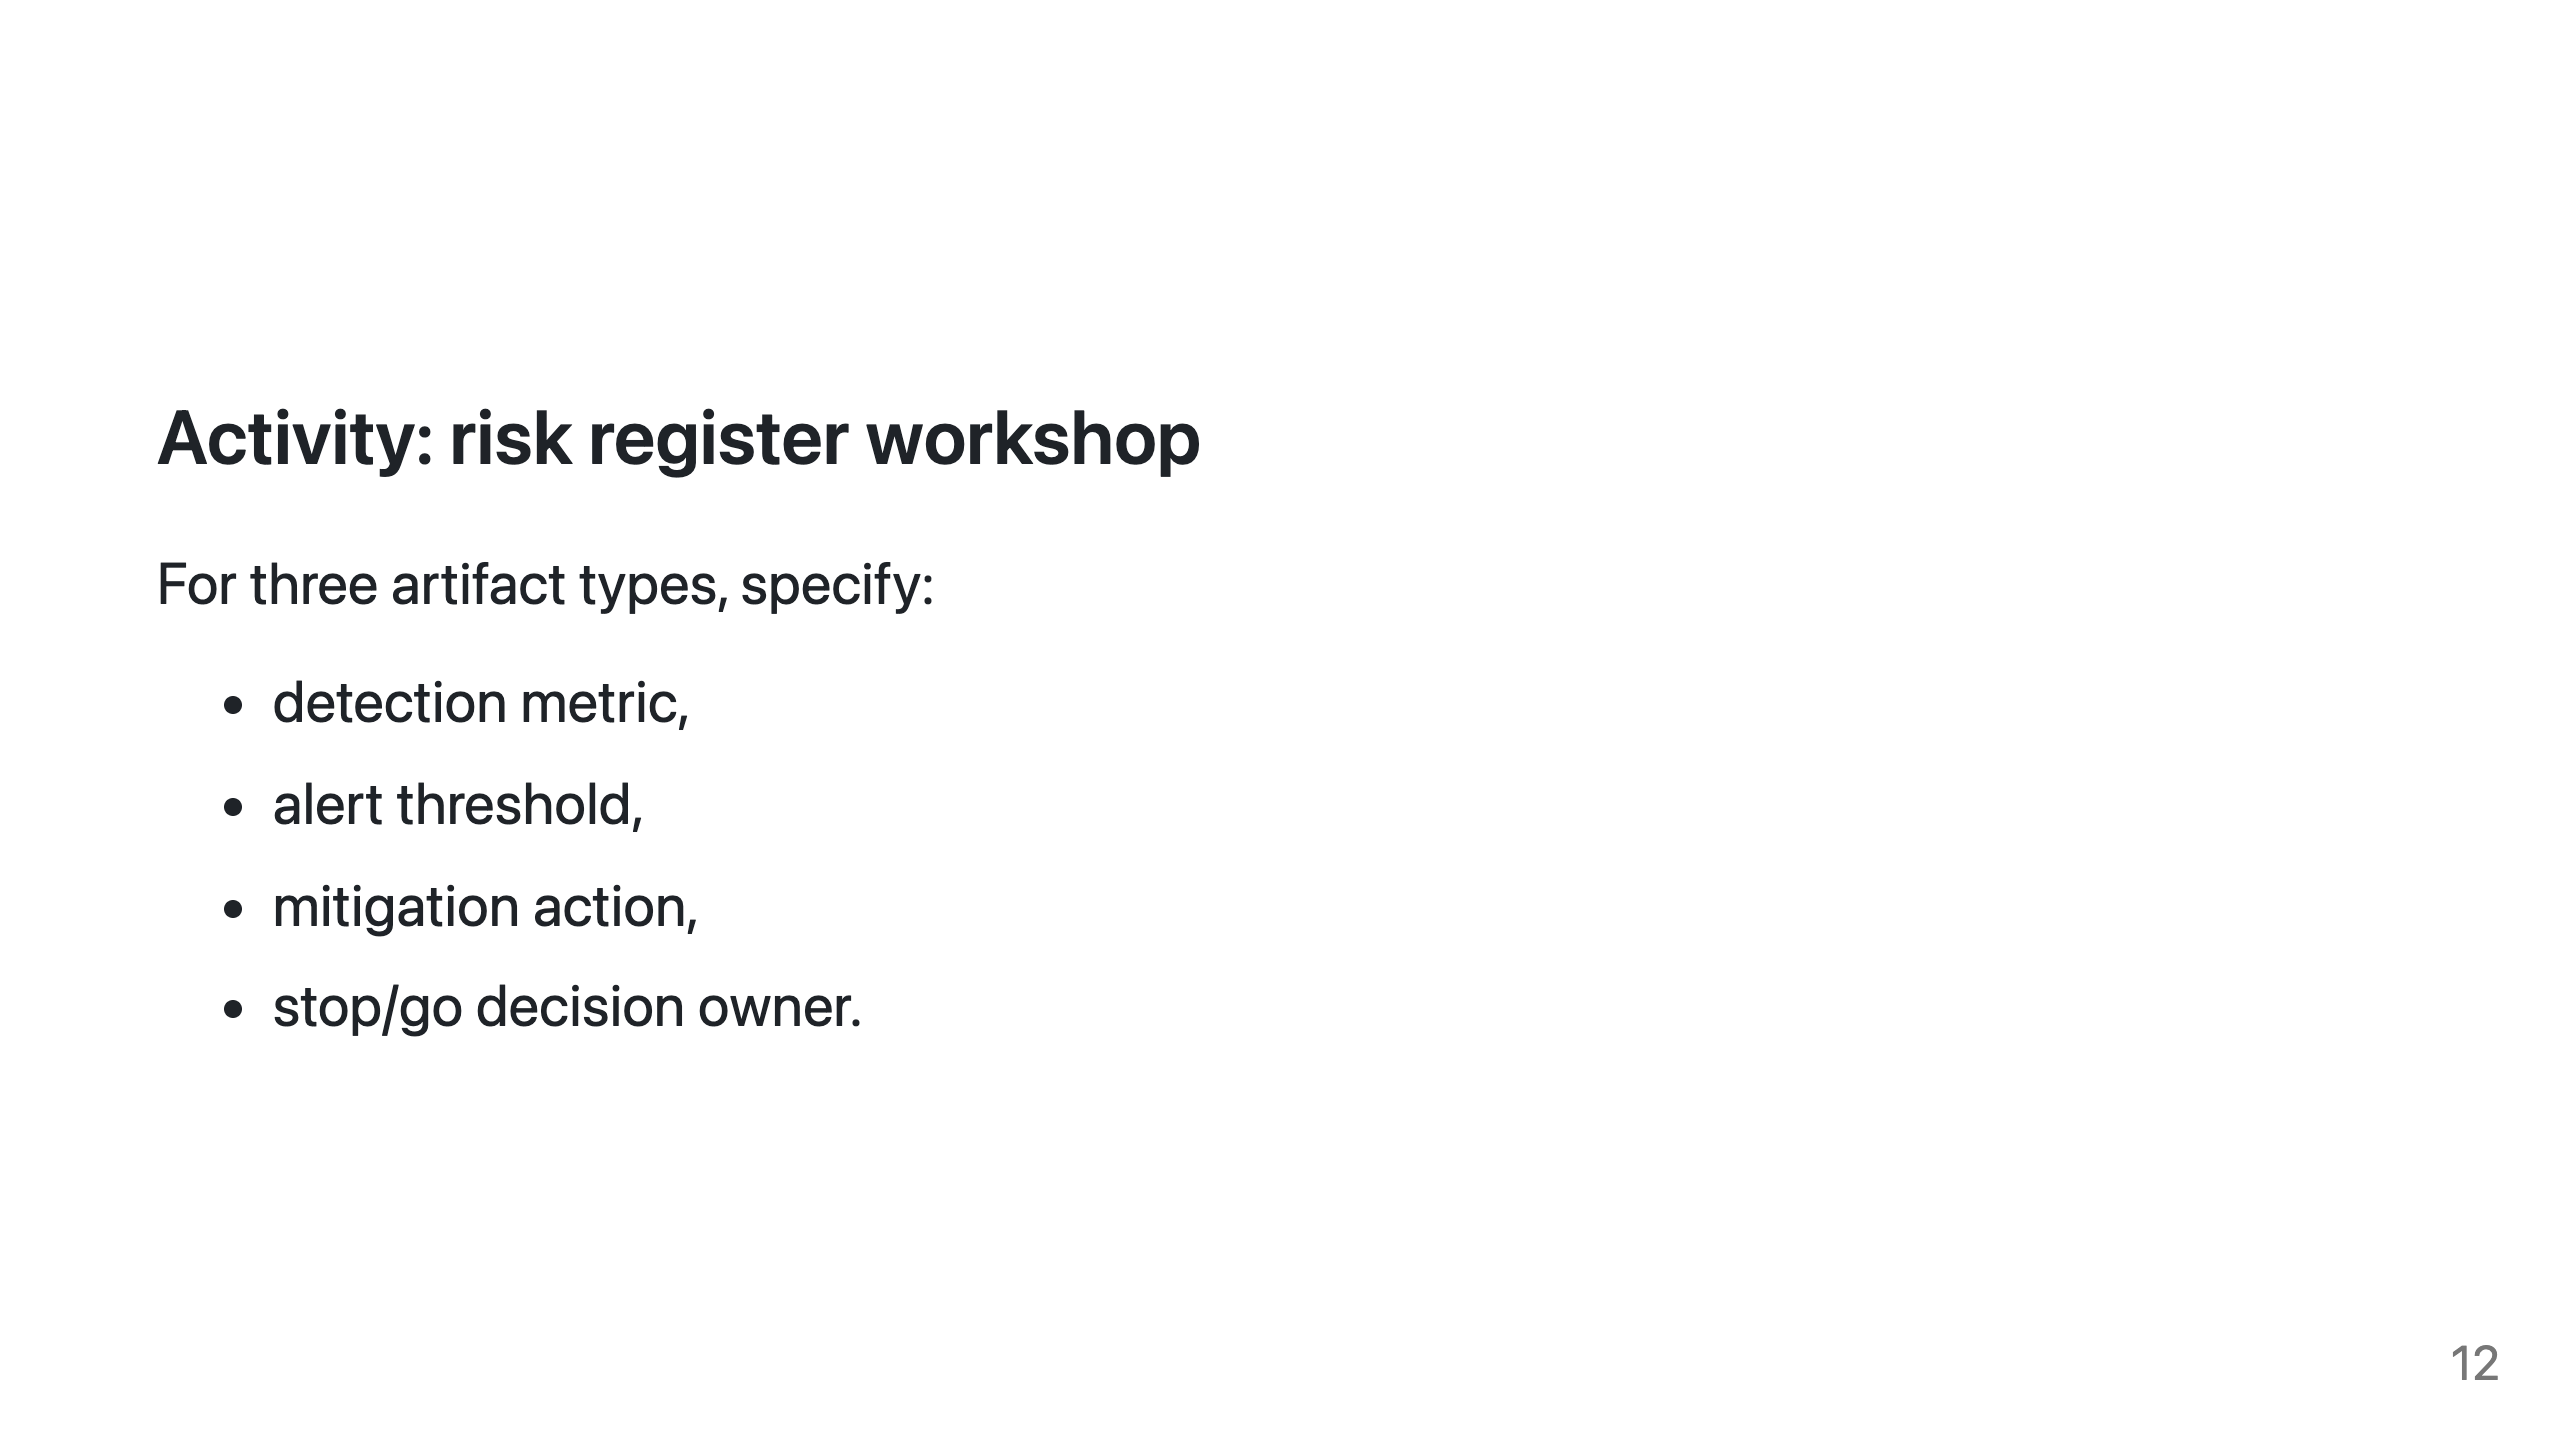 Activity: risk register workshop
For three artifact types, specify:
• detection metric,
• alert threshold,
• mitigation action,
• stop/go decision owner.
12